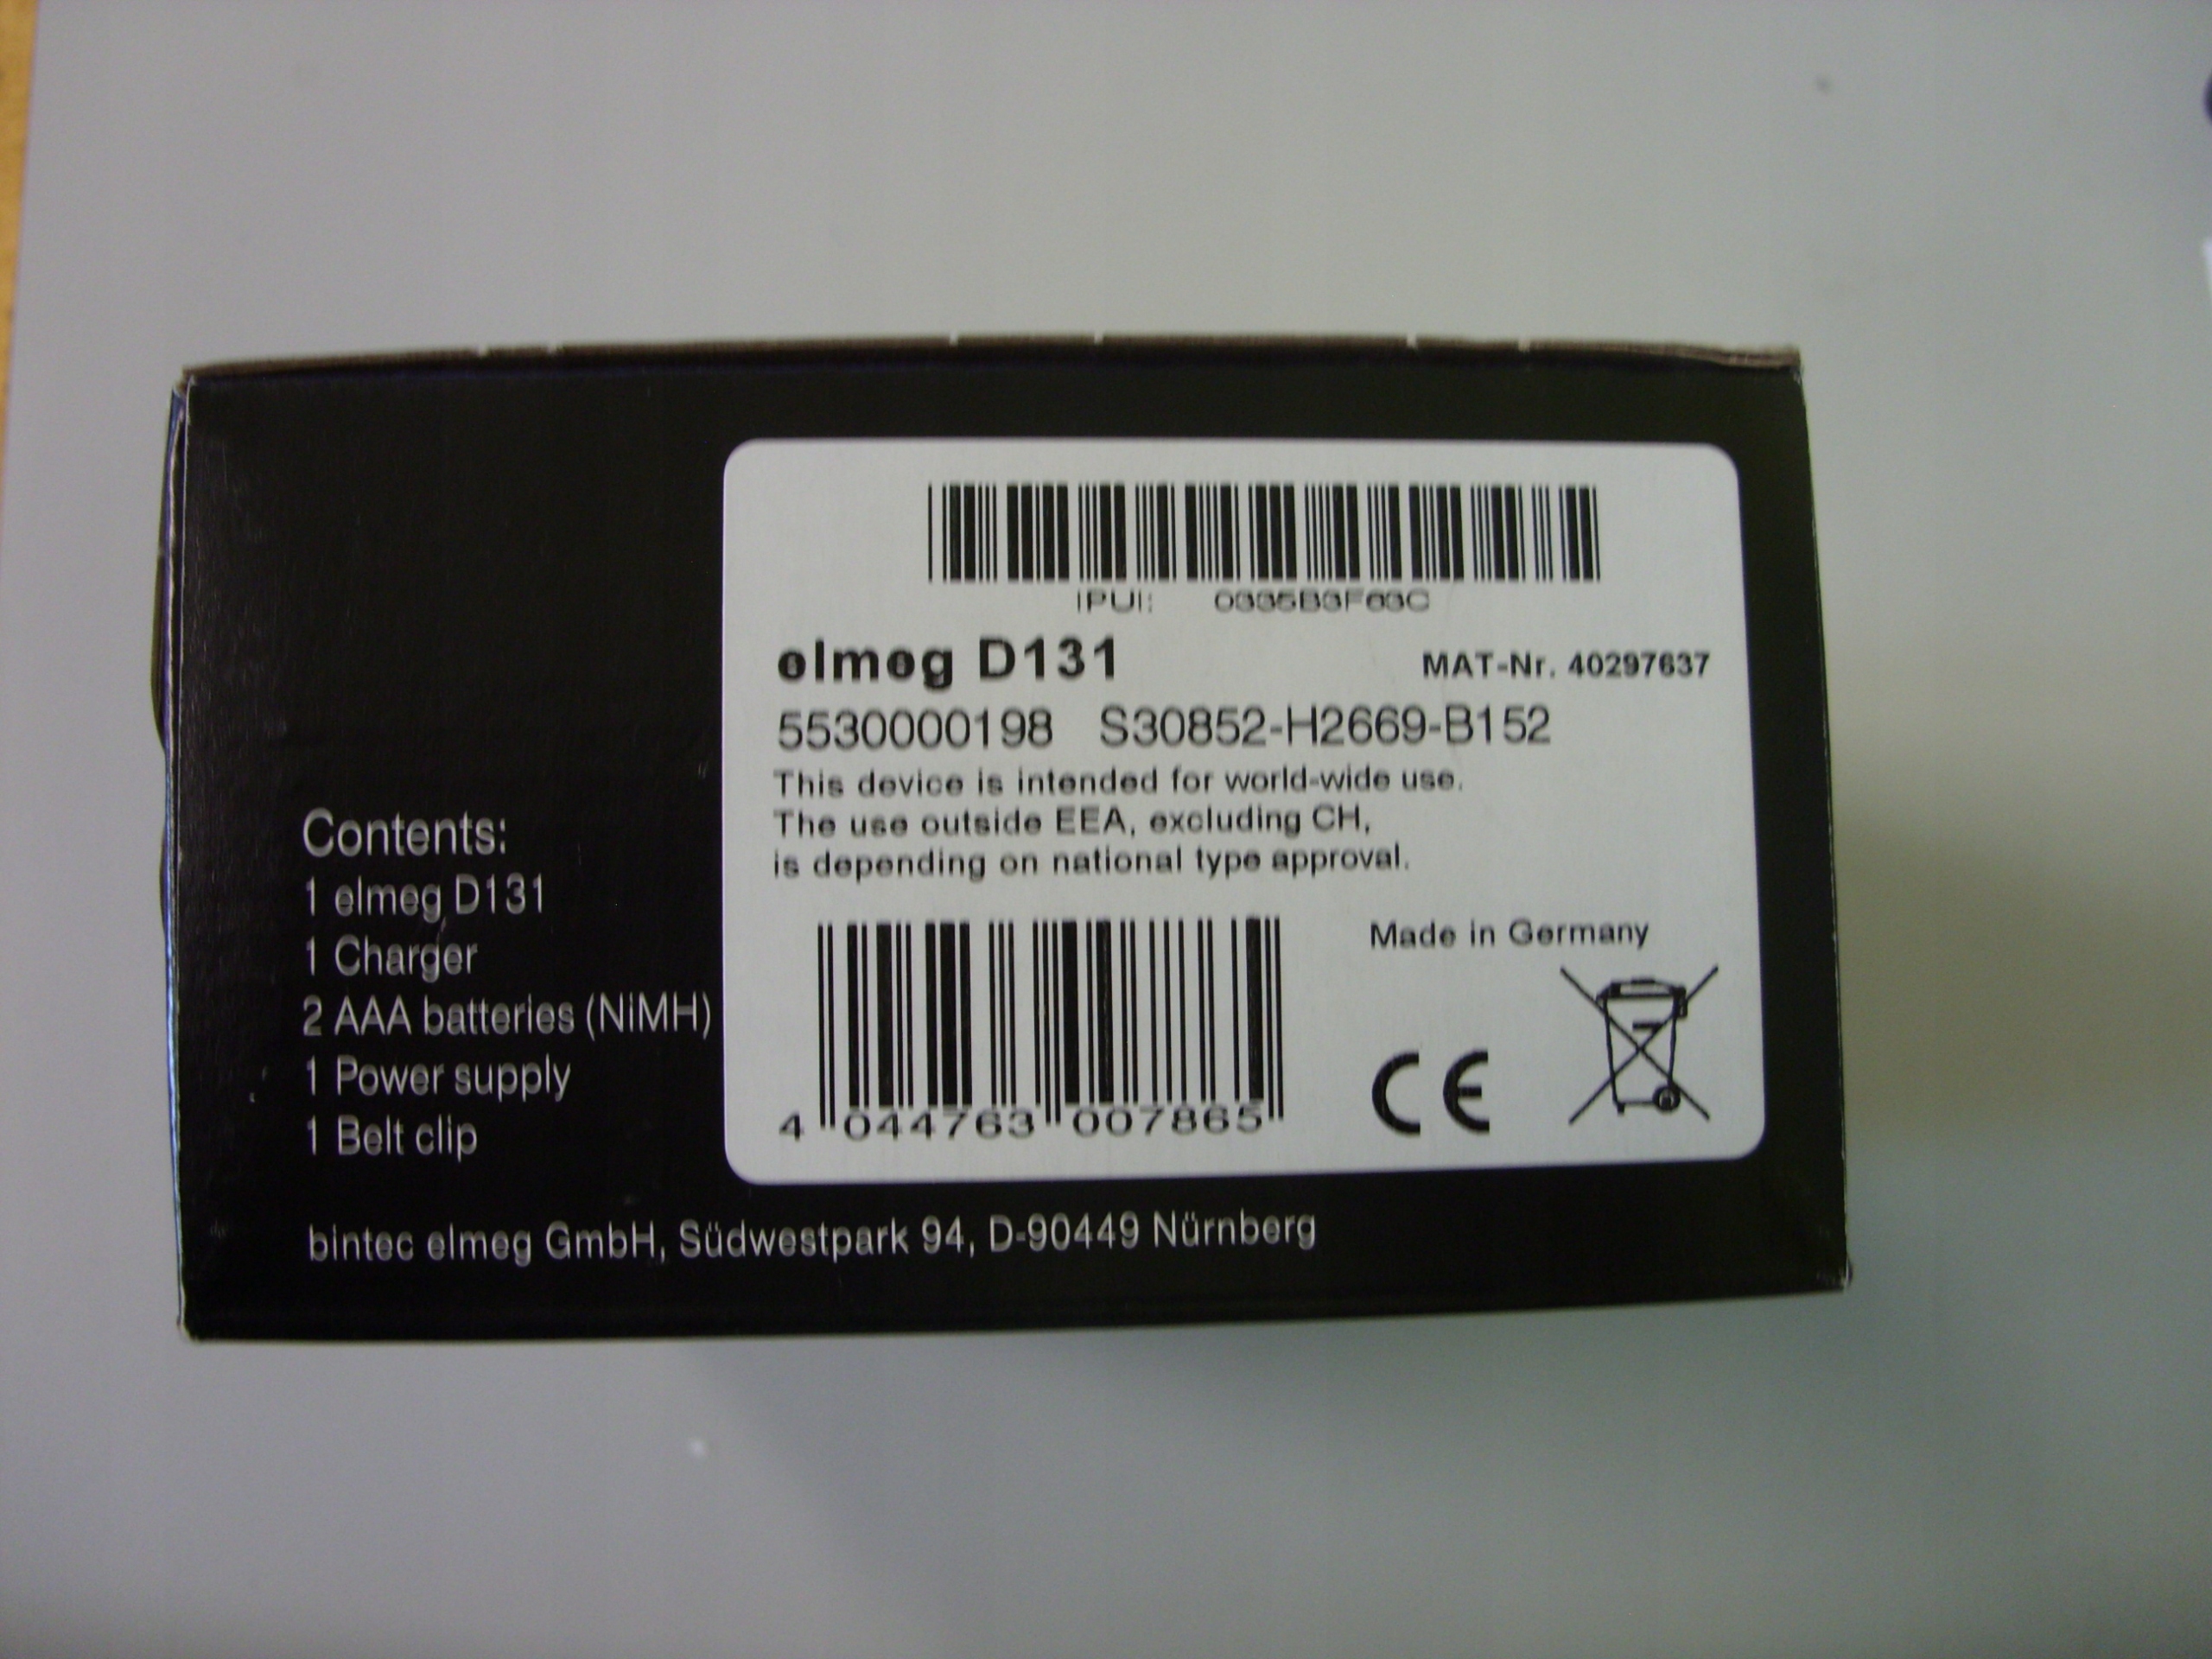 IPUI: 0335B3F63C
elmeg D131 MAT-Nr. 40297637
5530000198 S30852-H2669-B152
This device is intended for world-wide use.
The use outside EEA, excluding CH,
is depending on national type approval.
Made in Germany
4 044763 007865
CE
Contents:
1 elmeg D131
1 Charger
2 AAA batteries (NiMH)
1 Power supply
1 Belt clip
bintec elmeg GmbH, Südwestpark 94, D-90449 Nürnberg